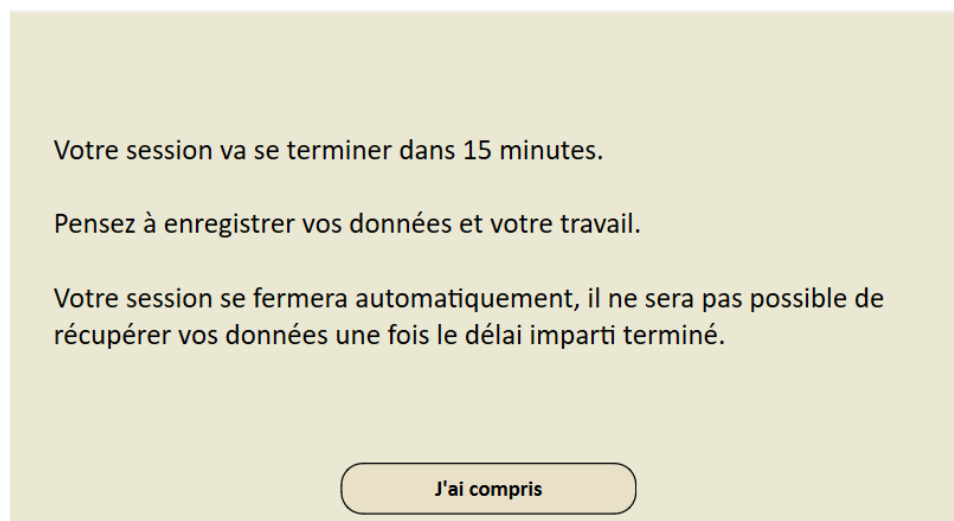 Votre session va se terminer dans 15 minutes.
Pensez à enregistrer vos données et votre travail.
Votre session se fermera automatiquement, il ne sera pas possible de
récupérer vos données une fois le délai imparti terminé.
J'ai compris